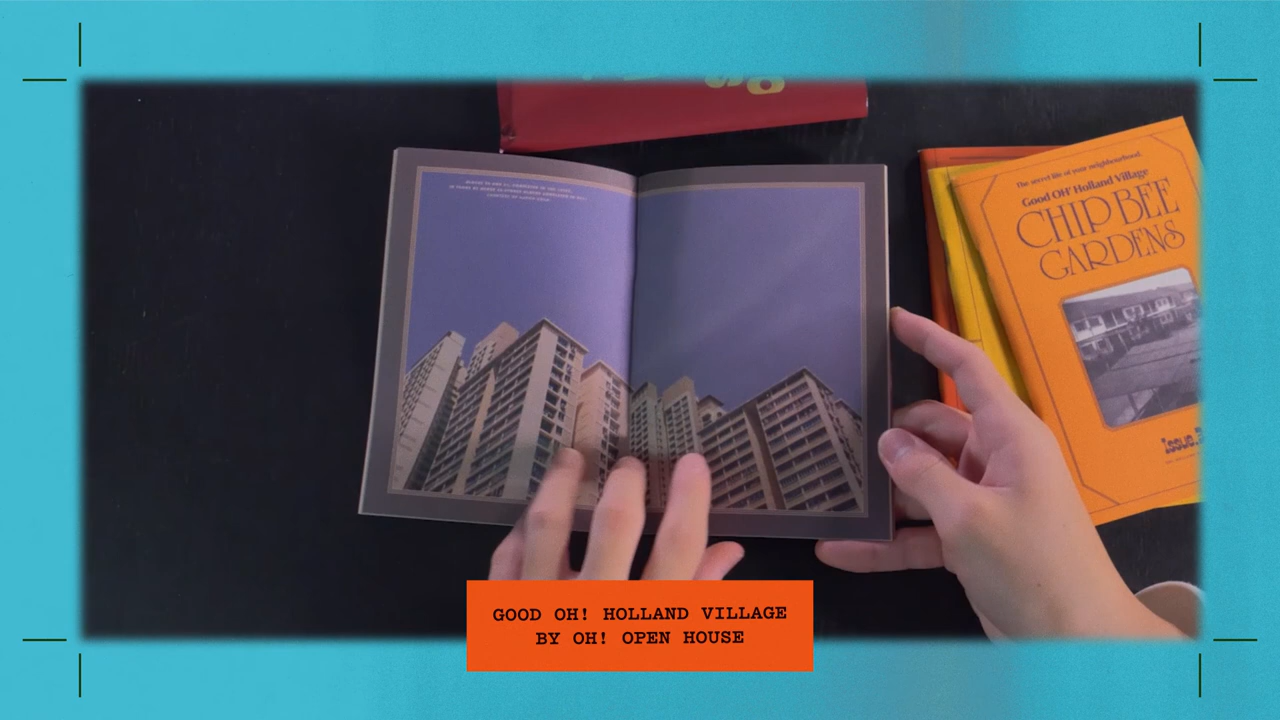 The secret life of your neighbourhood.
Good OH! Holland Village
CHIP BEE
GARDENS
GOOD OH! HOLLAND VILLAGE
BY OH! OPEN HOUSE